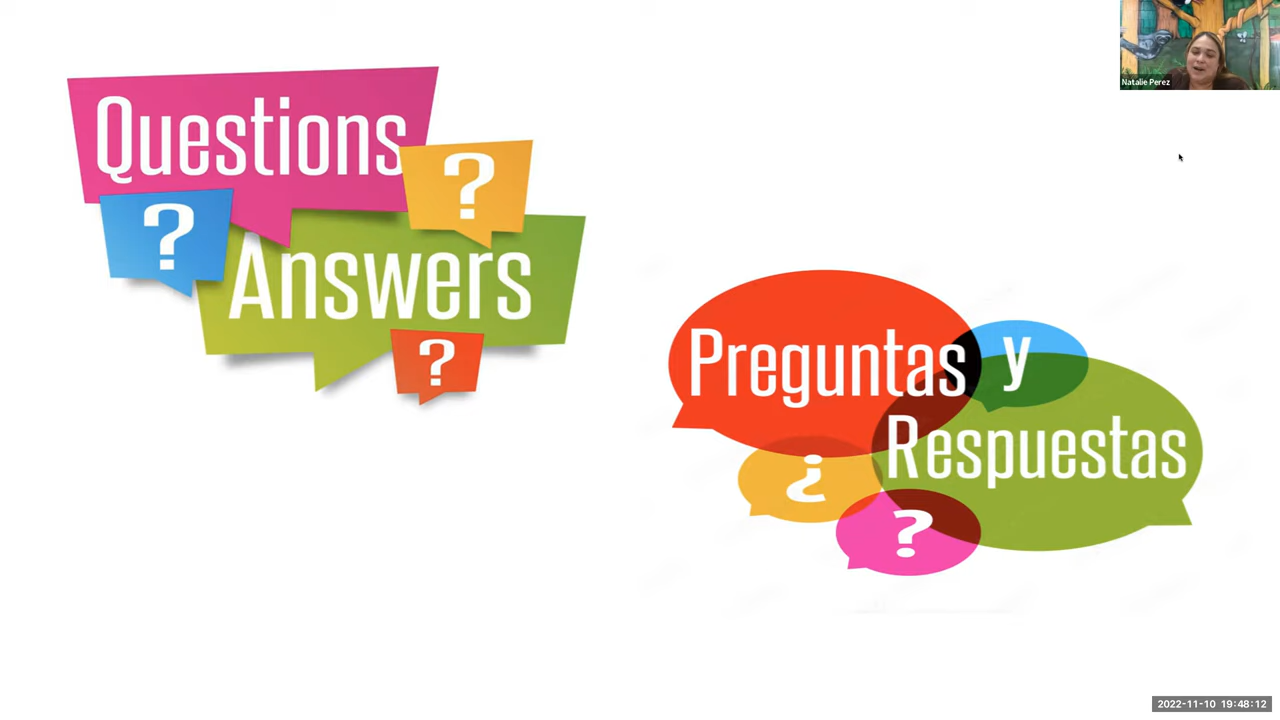 Natalie Perez
Questions
?
?
Answers
?
Preguntas y
Respuestas
¿
?
2022-11-10 19:48:12